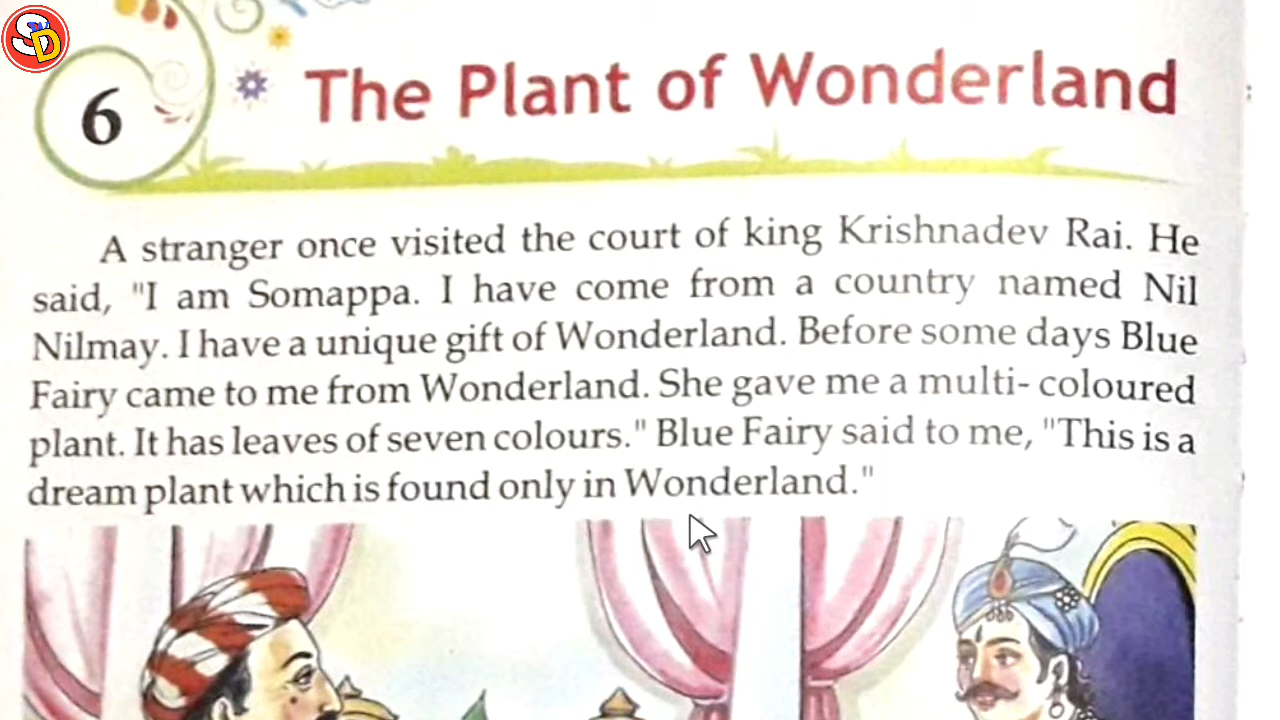 SD
6
The Plant of Wonderland
A stranger once visited the court of king Krishnadev Rai. He
said, "I am Somappa. I have come from a country named Nil
Nilmay. I have a unique gift of Wonderland. Before some days Blue
Fairy came to me from Wonderland. She gave me a multi- coloured
plant. It has leaves of seven colours." Blue Fairy said to me, "This is a
dream plant which is found only in Wonderland."